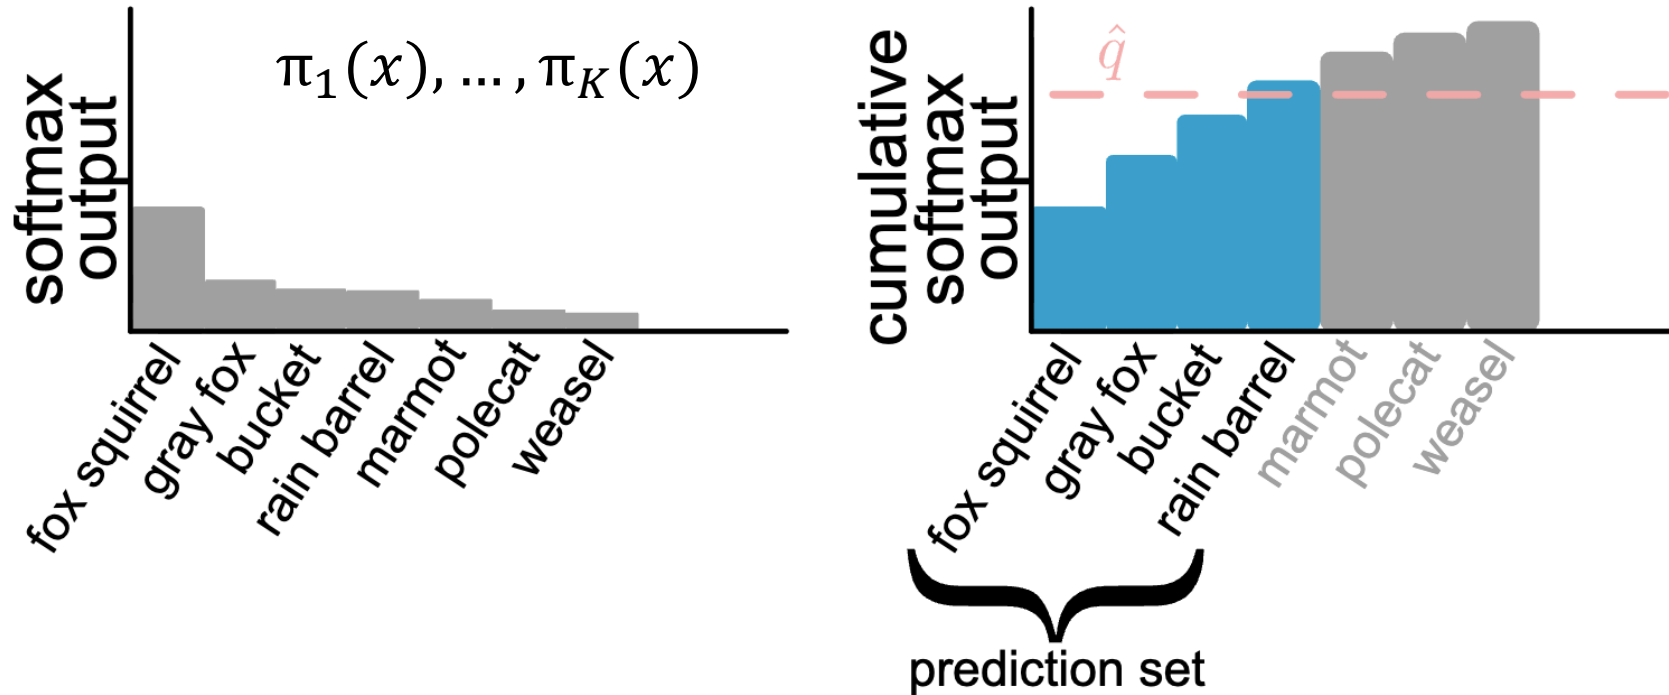 softmax
output
π₁(x), … , π_K(x)
fox squirrel
gray fox
bucket
rain barrel
marmot
polecat
weasel
cumulative
softmax
output
q̂
fox squirrel
gray fox
bucket
rain barrel
marmot
polecat
weasel
prediction set